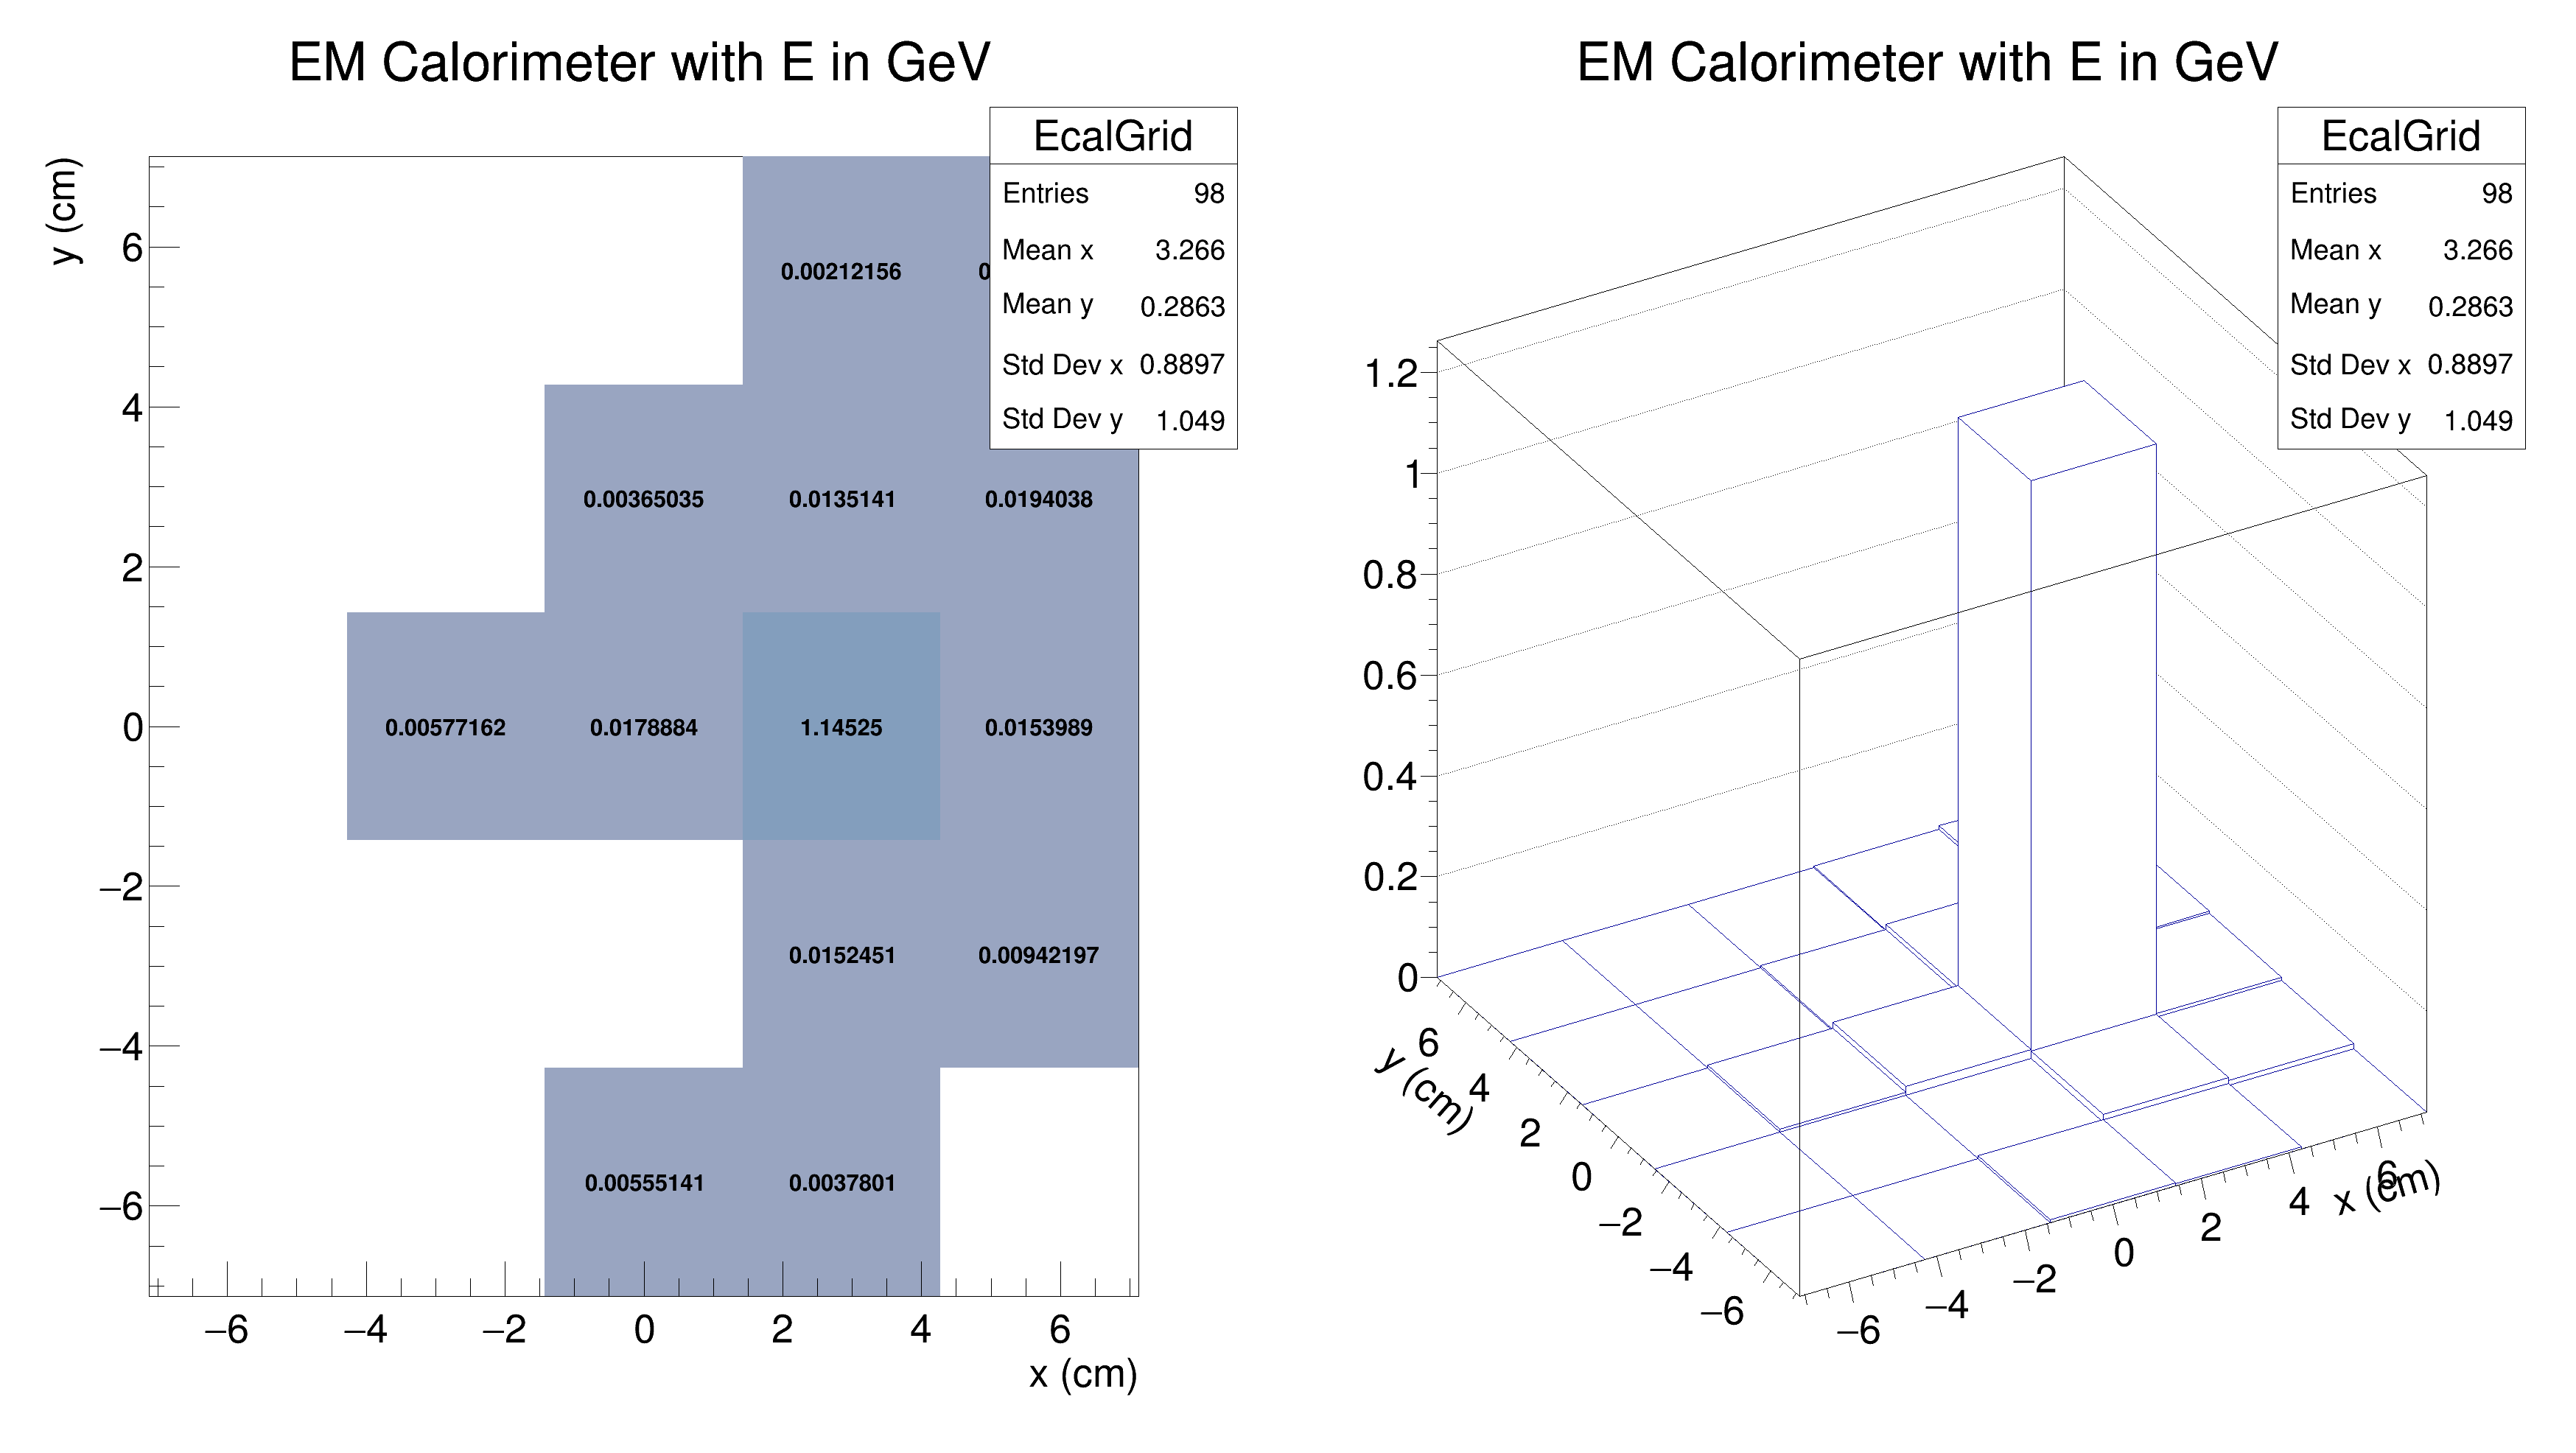 EM Calorimeter with E in GeV
EcalGrid
Entries 98
Mean x 3.266
Mean y 0.2863
Std Dev x 0.8897
Std Dev y 1.049
y (cm)
6
4
2
0
−2
−4
−6
0.00212156
0.00365035 0.0135141 0.0194038
0.00577162 0.0178884 1.14525 0.0153989
0.0152451 0.00942197
0.00555141 0.0037801
−6 −4 −2 0 2 4 6
x (cm)
EM Calorimeter with E in GeV
EcalGrid
Entries 98
Mean x 3.266
Mean y 0.2863
Std Dev x 0.8897
Std Dev y 1.049
1.2
1
0.8
0.6
0.4
0.2
0
6
4
2
0
−2
−4
−6
y (cm)
−6 −4 −2 0 2 4 6
x (cm)